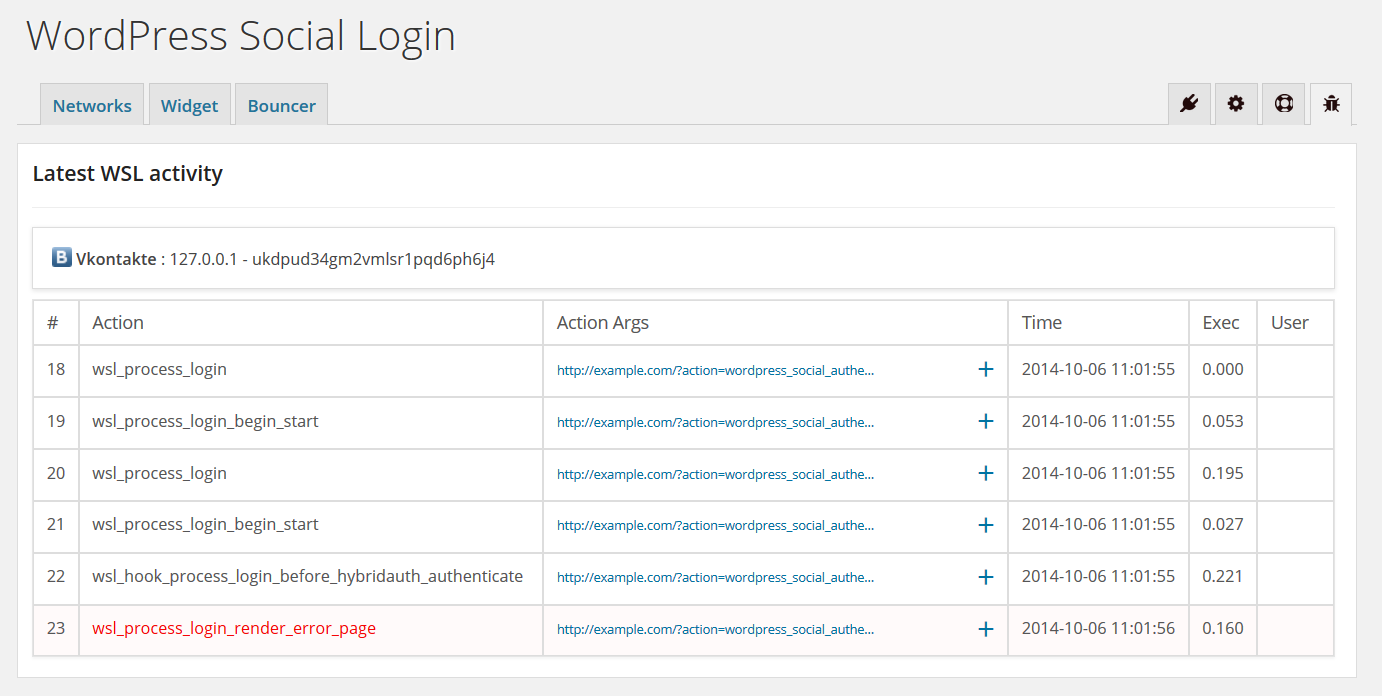 WordPress Social Login
Networks Widget Bouncer
Latest WSL activity
B Vkontakte : 127.0.0.1 - ukdpud34gm2vmlsr1pqd6ph6j4
# Action Action Args Time Exec User
18 wsl_process_login http://example.com/?action=wordpress_social_authe... + 2014-10-06 11:01:55 0.000
19 wsl_process_login_begin_start http://example.com/?action=wordpress_social_authe... + 2014-10-06 11:01:55 0.053
20 wsl_process_login http://example.com/?action=wordpress_social_authe... + 2014-10-06 11:01:55 0.195
21 wsl_process_login_begin_start http://example.com/?action=wordpress_social_authe... + 2014-10-06 11:01:55 0.027
22 wsl_hook_process_login_before_hybridauth_authenticate http://example.com/?action=wordpress_social_authe... + 2014-10-06 11:01:55 0.221
23 wsl_process_login_render_error_page http://example.com/?action=wordpress_social_authe... + 2014-10-06 11:01:56 0.160